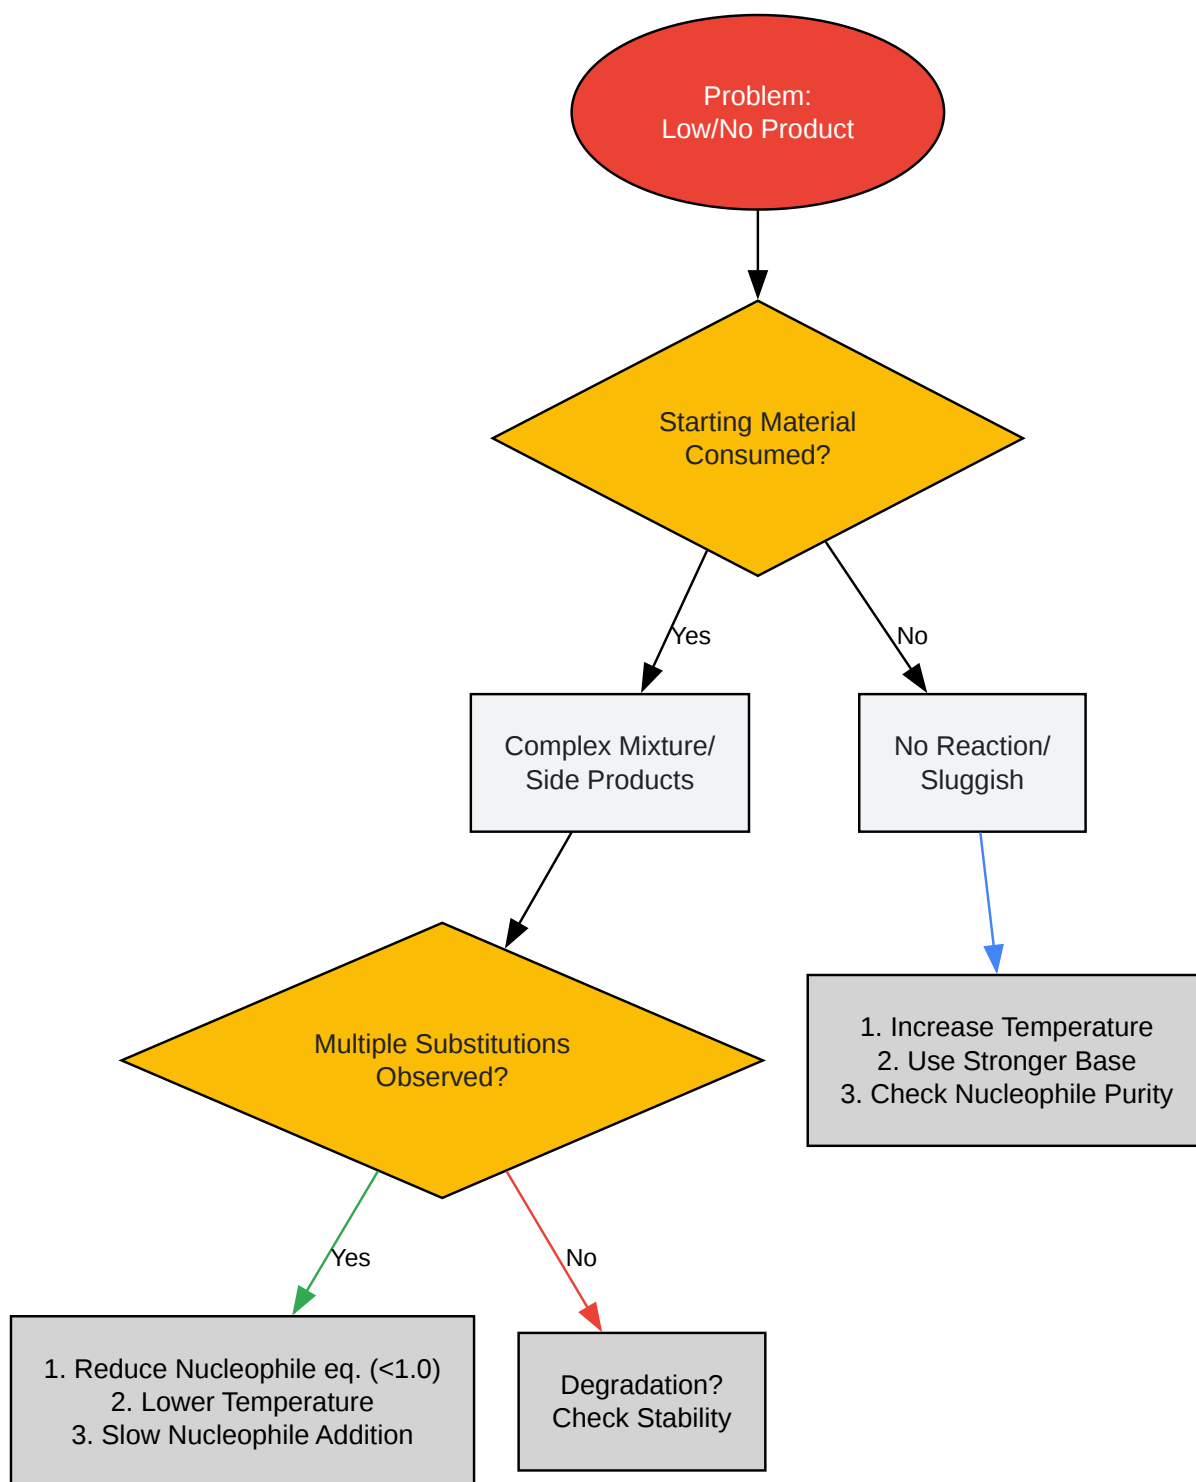 Problem:
Low/No Product
Starting Material
Consumed?
Yes
No
Complex Mixture/
Side Products
No Reaction/
Sluggish
Multiple Substitutions
Observed?
1. Increase Temperature
2. Use Stronger Base
3. Check Nucleophile Purity
Yes
No
1. Reduce Nucleophile eq. (<1.0)
2. Lower Temperature
3. Slow Nucleophile Addition
Degradation?
Check Stability